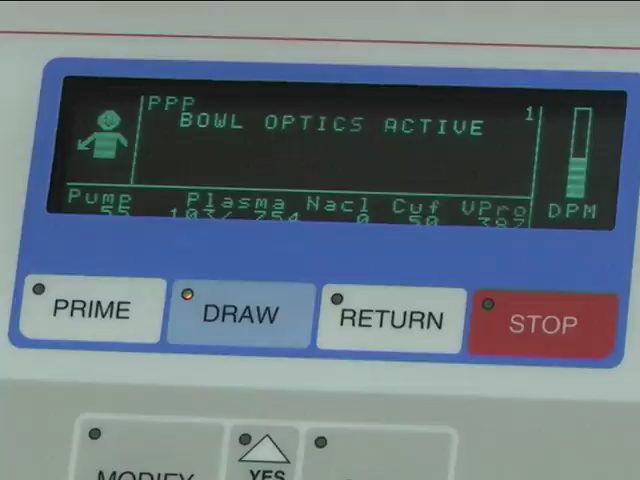 PPP 1
BOWL OPTICS ACTIVE
Pump Plasma Nacl Cuf VPro DPM
55 103/ 754 0 50 387
PRIME DRAW RETURN STOP
MODIFY YES